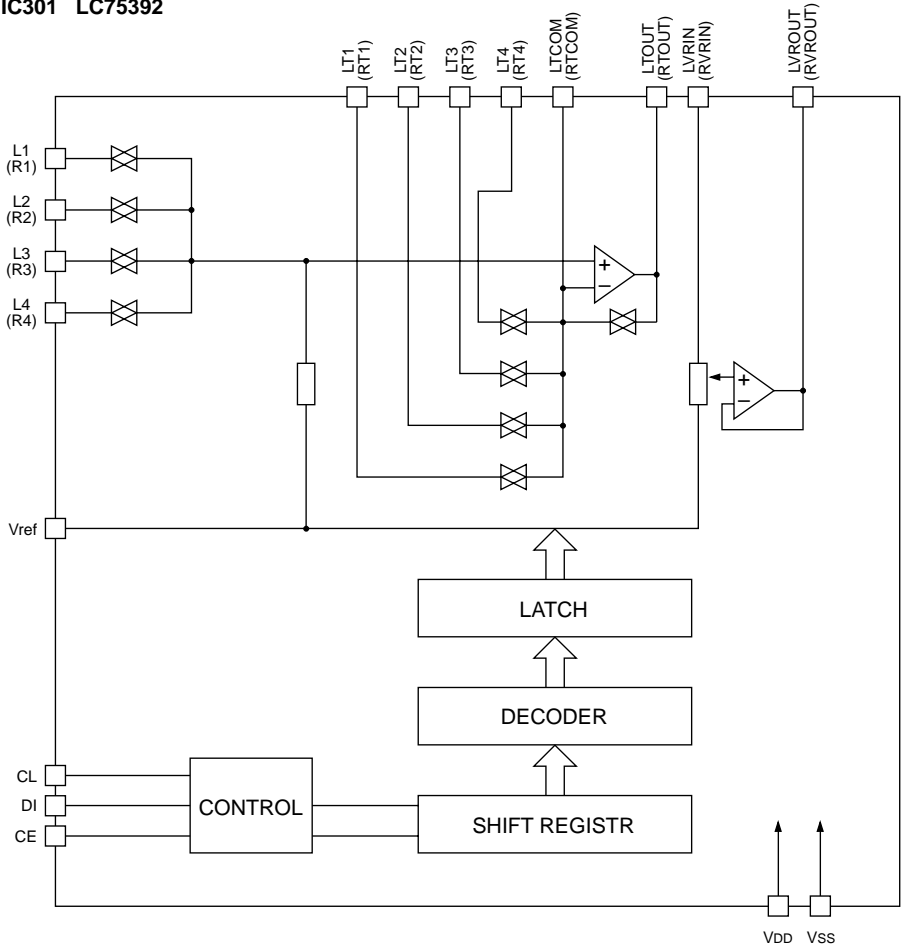 IC301 LC75392
LT1
(RT1)
LT2
(RT2)
LT3
(RT3)
LT4
(RT4)
LTCOM
(RTCOM)
LTOUT
(RTOUT)
LVRIN
(RVRIN)
LVROUT
(RVROUT)
L1
(R1)
L2
(R2)
L3
(R3)
L4
(R4)
+
−
+
−
Vref
LATCH
DECODER
CL
DI
CE
CONTROL
SHIFT REGISTR
VDD VSS